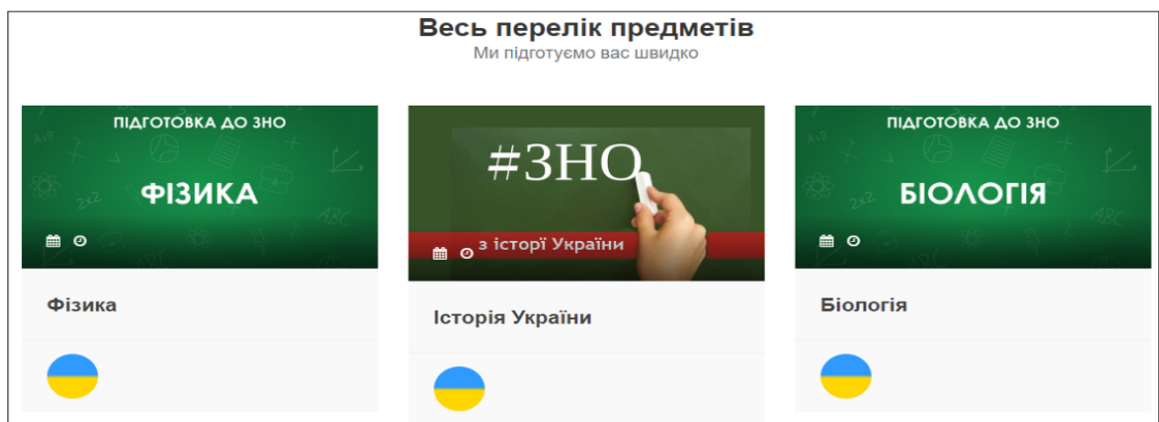 Весь перелік предметів
Ми підготуємо вас швидко
ПІДГОТОВКА ДО ЗНО
ФІЗИКА
Фізика
#ЗНО
з історї України
Історія України
ПІДГОТОВКА ДО ЗНО
БІОЛОГІЯ
Біологія